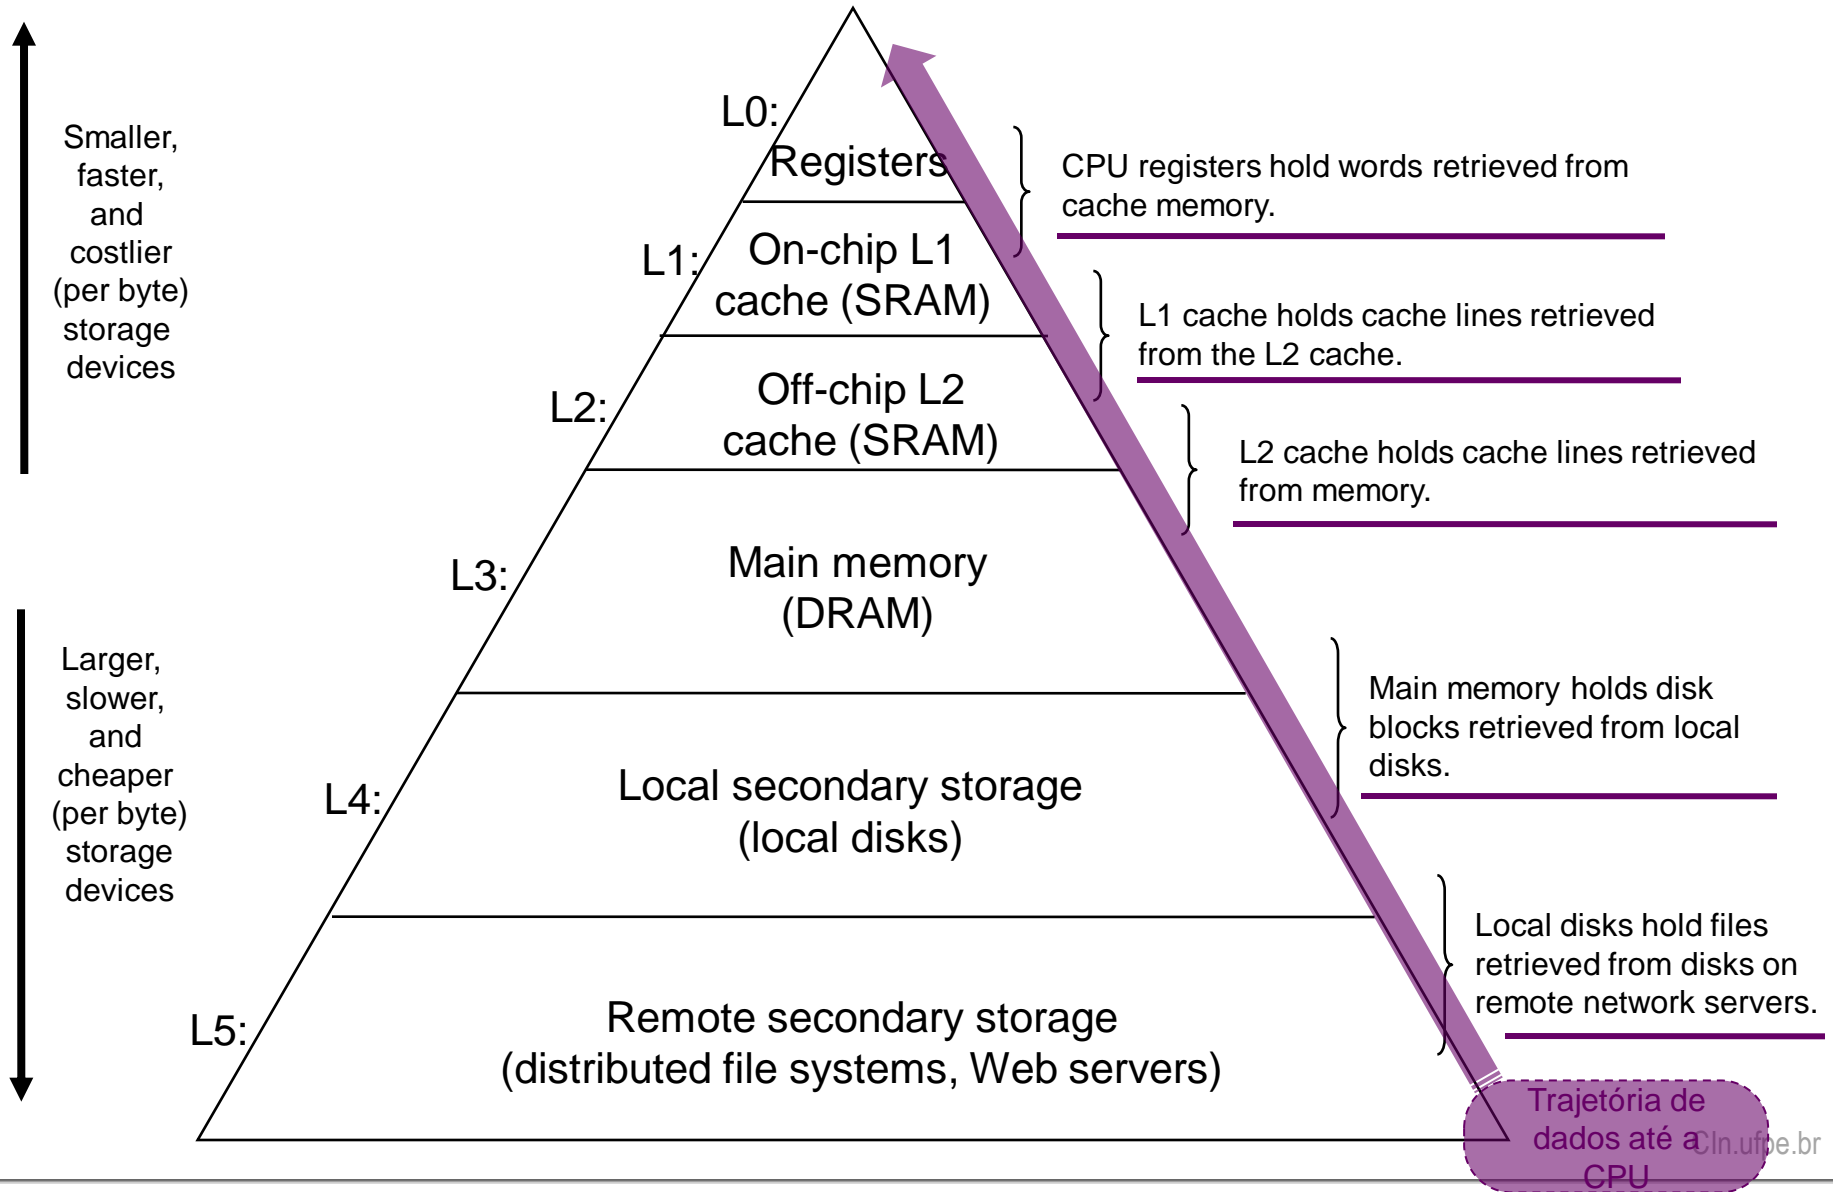 Smaller,
faster,
and
costlier
(per byte)
storage
devices
Larger,
slower,
and
cheaper
(per byte)
storage
devices
L0:
Registers
L1:
On-chip L1
cache (SRAM)
L2:
Off-chip L2
cache (SRAM)
L3:
Main memory
(DRAM)
L4:
Local secondary storage
(local disks)
L5:
Remote secondary storage
(distributed file systems, Web servers)
CPU registers hold words retrieved from
cache memory.
L1 cache holds cache lines retrieved
from the L2 cache.
L2 cache holds cache lines retrieved
from memory.
Main memory holds disk
blocks retrieved from local
disks.
Local disks hold files
retrieved from disks on
remote network servers.
Trajetória de
dados até a
CPU
CIn.ufpe.br